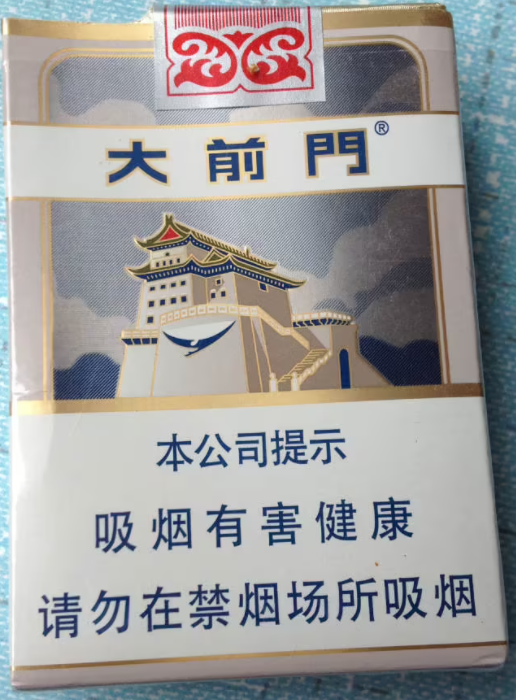 大前門®
本公司提示
吸烟有害健康
请勿在禁烟场所吸烟